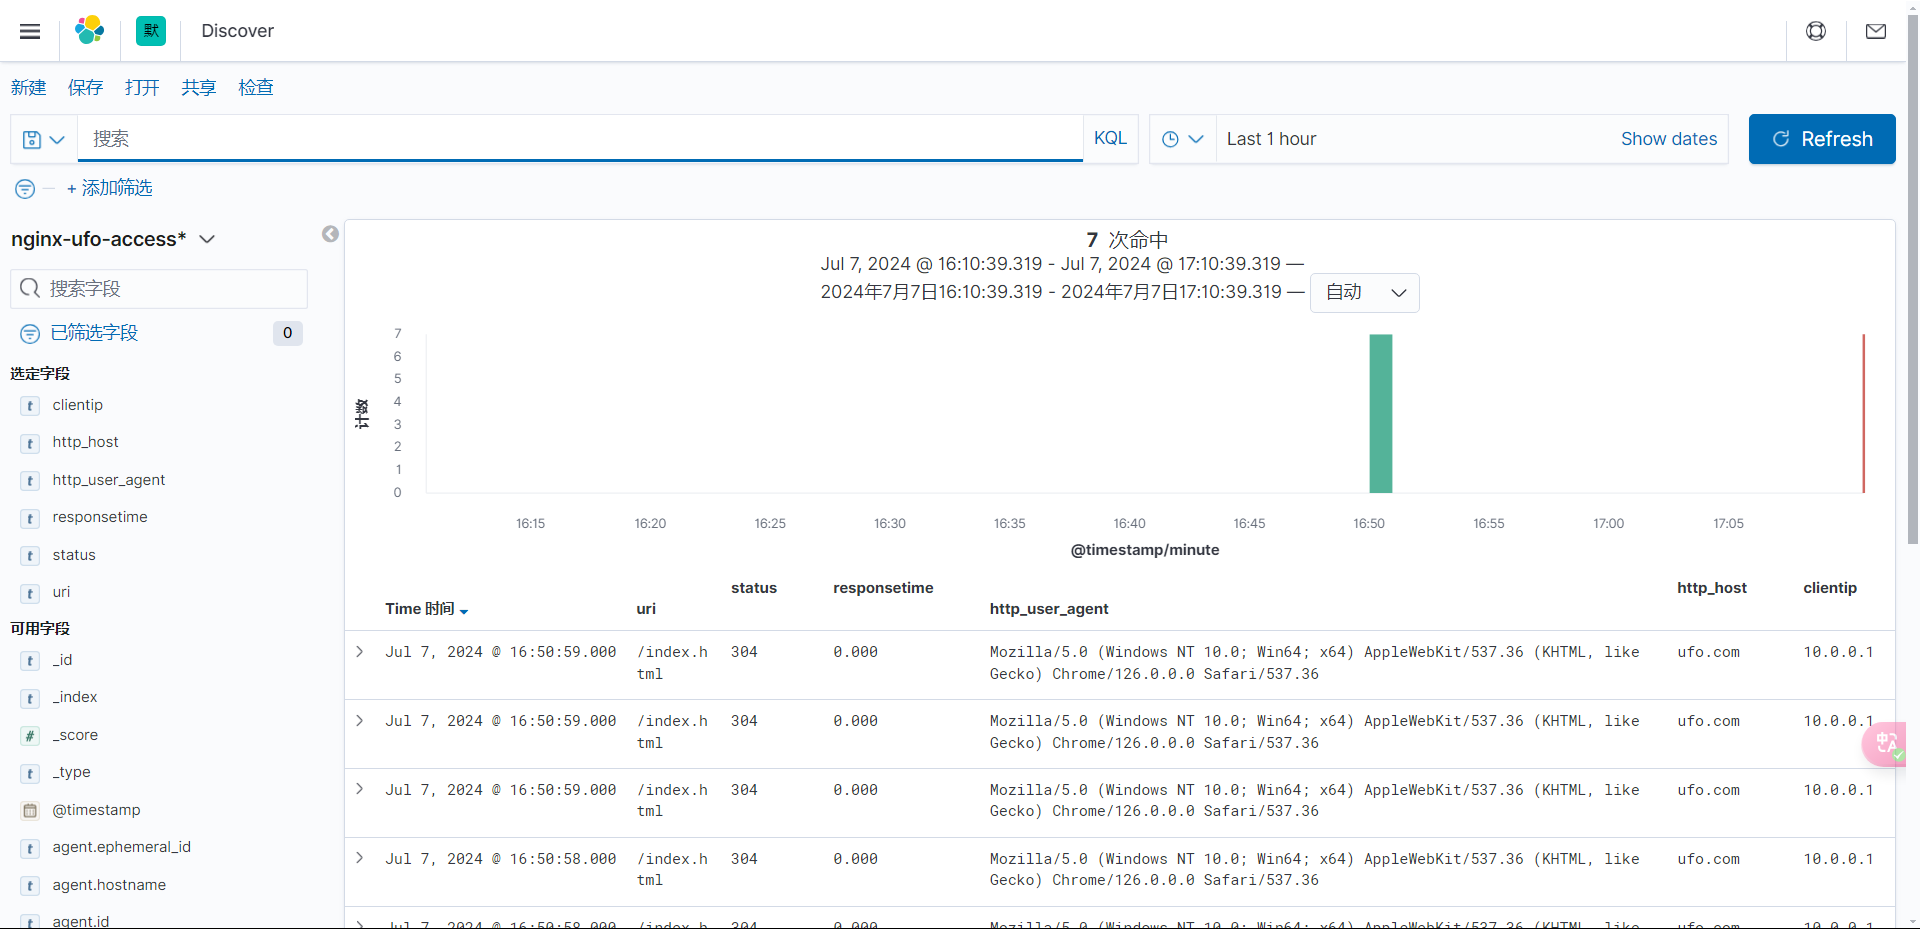 默
Discover
新建 保存 打开 共享 检查
搜索
KQL
Last 1 hour
Show dates
Refresh
+ 添加筛选
nginx-ufo-access*
搜索字段
已筛选字段 0
选定字段
t clientip
t http_host
t http_user_agent
t responsetime
t status
t uri
可用字段
t _id
t _index
# _score
t _type
@timestamp
t agent.ephemeral_id
t agent.hostname
t agent.id
7 次命中
Jul 7, 2024 @ 16:10:39.319 - Jul 7, 2024 @ 17:10:39.319 —
2024年7月7日16:10:39.319 - 2024年7月7日17:10:39.319 —
自动
计数
7
6
5
4
3
2
1
0
16:15 16:20 16:25 16:30 16:35 16:40 16:45 16:50 16:55 17:00 17:05
@timestamp/minute
Time 时间 uri status responsetime http_user_agent http_host clientip
Jul 7, 2024 @ 16:50:59.000 /index.h 304 0.000 Mozilla/5.0 (Windows NT 10.0; Win64; x64) AppleWebKit/537.36 (KHTML, like ufo.com 10.0.0.1
tml Gecko) Chrome/126.0.0.0 Safari/537.36
Jul 7, 2024 @ 16:50:59.000 /index.h 304 0.000 Mozilla/5.0 (Windows NT 10.0; Win64; x64) AppleWebKit/537.36 (KHTML, like ufo.com 10.0.0.1
tml Gecko) Chrome/126.0.0.0 Safari/537.36
Jul 7, 2024 @ 16:50:59.000 /index.h 304 0.000 Mozilla/5.0 (Windows NT 10.0; Win64; x64) AppleWebKit/537.36 (KHTML, like ufo.com 10.0.0.1
tml Gecko) Chrome/126.0.0.0 Safari/537.36
Jul 7, 2024 @ 16:50:58.000 /index.h 304 0.000 Mozilla/5.0 (Windows NT 10.0; Win64; x64) AppleWebKit/537.36 (KHTML, like ufo.com 10.0.0.1
tml Gecko) Chrome/126.0.0.0 Safari/537.36
Jul 7, 2024 @ 16:50:58.000 /index.h 304 0.000 Mozilla/5.0 (Windows NT 10.0; Win64; x64) AppleWebKit/537.36 (KHTML, like ufo.com 10.0.0.1
中 A